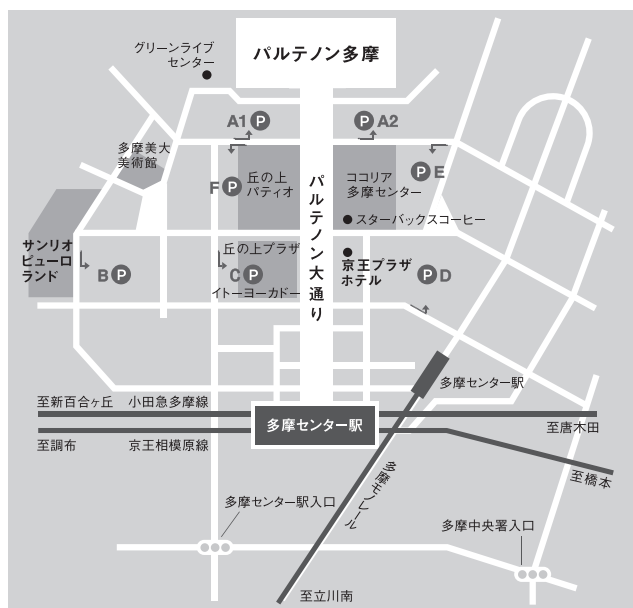 グリーンライブ
センター
パルテノン多摩
A1 P
P A2
多摩美大
美術館
P E
F P
丘の上
パティオ
パルテノン大通り
ココリア
多摩センター
スターバックスコーヒー
サンリオ
ピューロ
ランド
B P
丘の上プラザ
C P
イトーヨーカドー
京王プラザ
ホテル
P D
多摩センター駅
至新百合ヶ丘 小田急多摩線
多摩センター駅
至唐木田
至調布 京王相模原線
至橋本
多摩モノレール
多摩センター駅入口
多摩中央署入口
至立川南